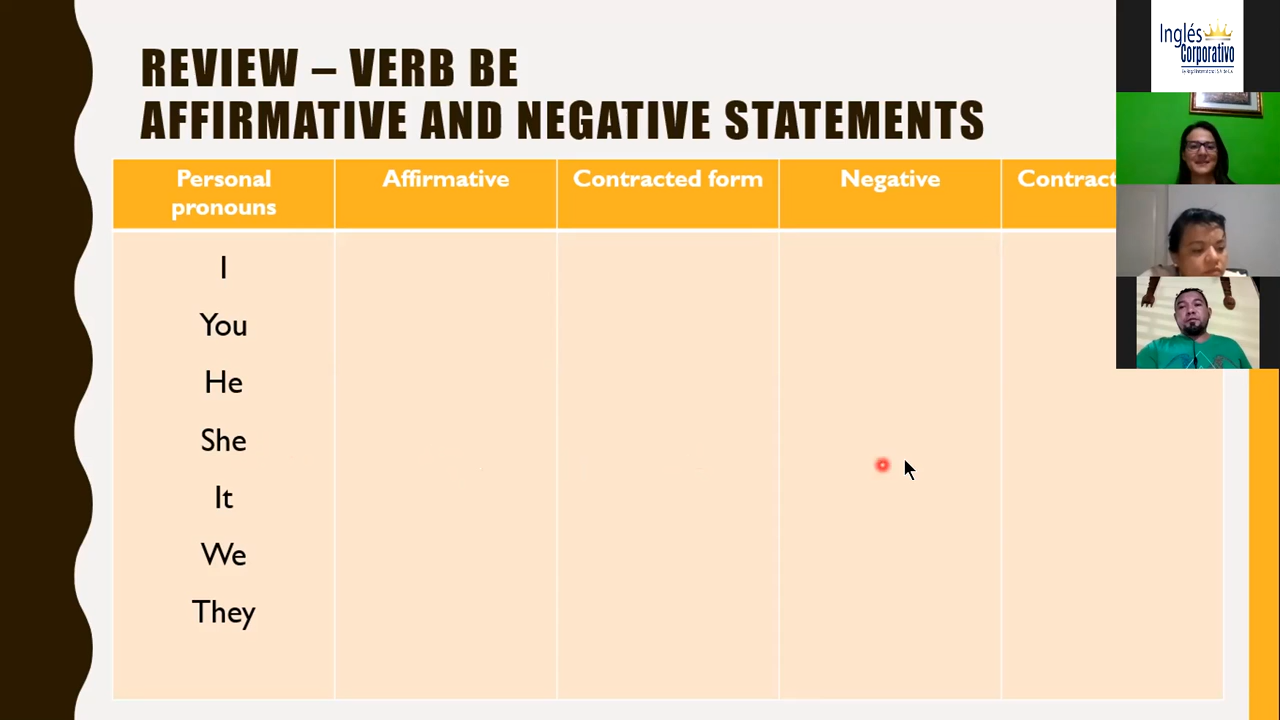 REVIEW – VERB BE
AFFIRMATIVE AND NEGATIVE STATEMENTS
Personal pronouns
Affirmative
Contracted form
Negative
Contract
I
You
He
She
It
We
They
Inglés
Corporativo